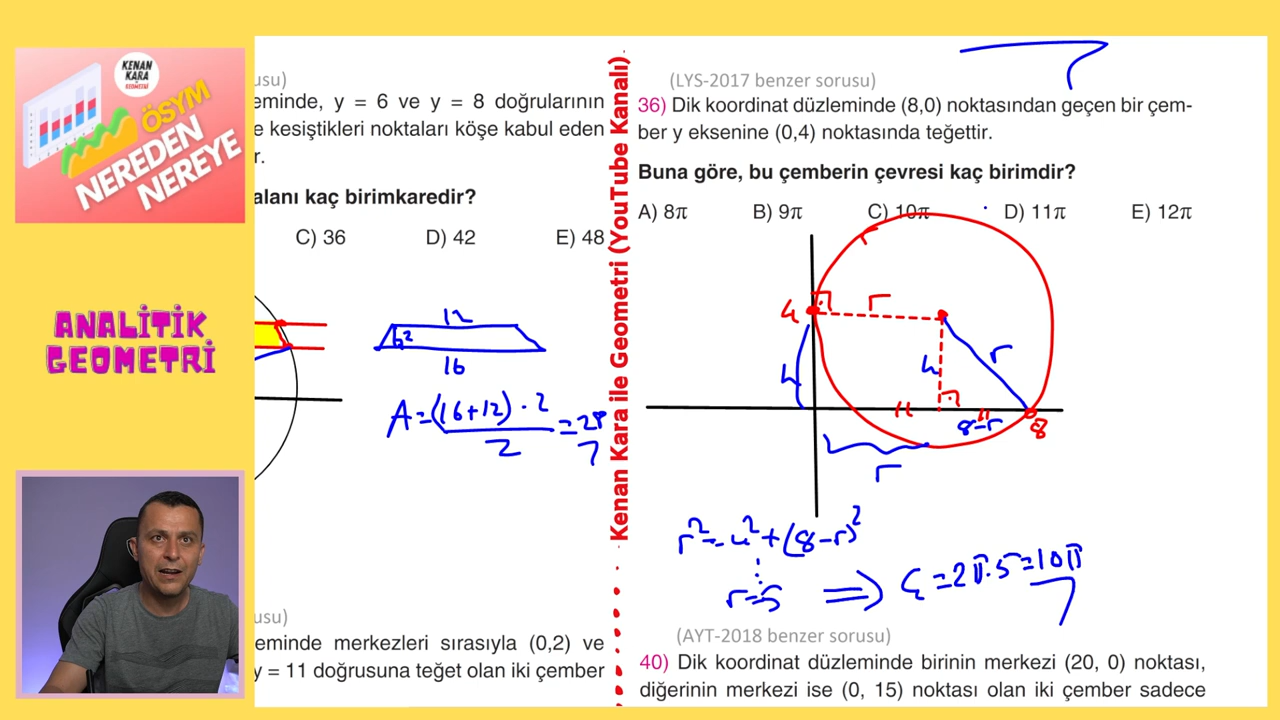 KENAN
KARA
GEOMETRİ
ÖSYM
NEREDEN
NEREYE
ANALİTİK
GEOMETRİ
usu)
eminde, y = 6 ve y = 8 doğrularının
e kesiştikleri noktaları köşe kabul eden
r.
alanı kaç birimkaredir?
C) 36 D) 42 E) 48
12
h 2
16
A = (16+12) · 2 / 2 = 28
usu)
eminde merkezleri sırasıyla (0,2) ve
y = 11 doğrusuna teğet olan iki çember
Kenan Kara ile Geometri (YouTube Kanalı)
(LYS-2017 benzer sorusu)
36) Dik koordinat düzleminde (8,0) noktasından geçen bir çem-
ber y eksenine (0,4) noktasında teğettir.
Buna göre, bu çemberin çevresi kaç birimdir?
A) 8π B) 9π C) 10π D) 11π E) 12π
r
4 r
4 4 r
8-r 8
r
r² = 4² + (8-r)²
r=5 ⇒ Ç = 2π.5 = 10π
(AYT-2018 benzer sorusu)
40) Dik koordinat düzleminde birinin merkezi (20, 0) noktası,
diğerinin merkezi ise (0, 15) noktası olan iki çember sadece